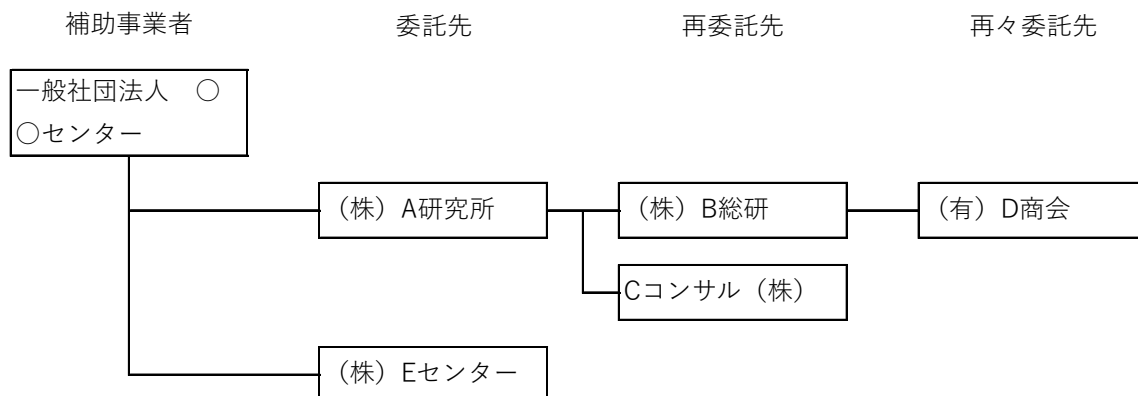 補助事業者 委託先 再委託先 再々委託先
一般社団法人　○
○センター
（株）A研究所 （株）B総研 （有）D商会
Cコンサル（株）
（株）Eセンター